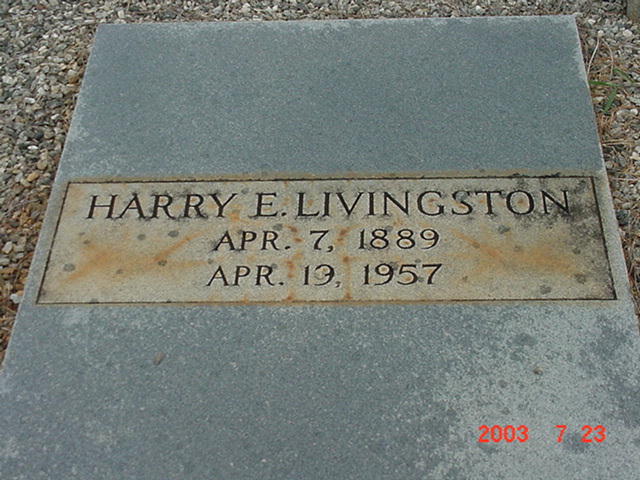 HARRY E. LIVINGSTON
APR. 7, 1889
APR. 19, 1957
2003 7 23